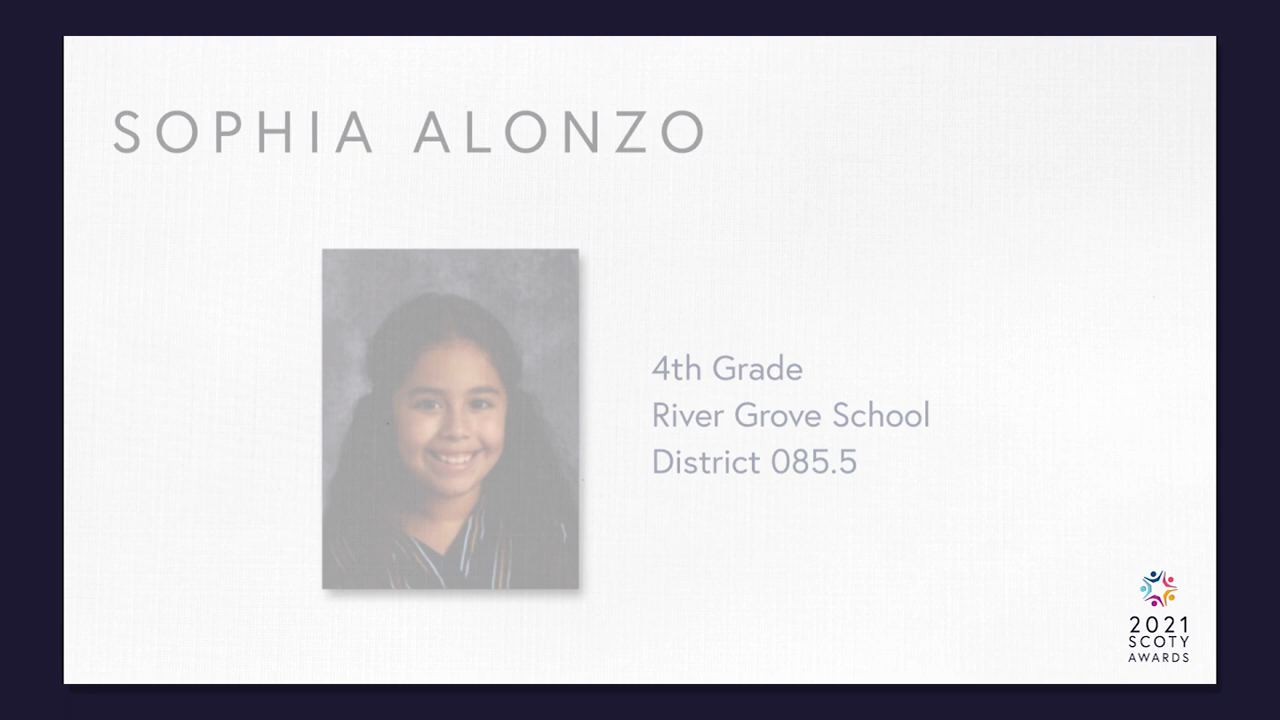 SOPHIA ALONZO
4th Grade
River Grove School
District 085.5
2021
SCOTY
AWARDS